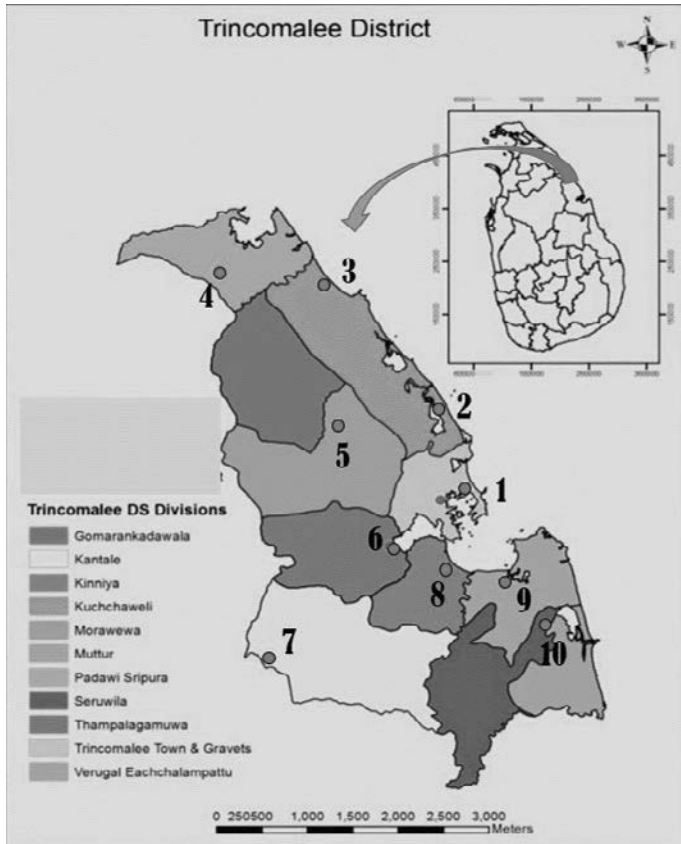 Trincomalee District
N
W E
S
4
3
2
5
1
6
8
9
7
10
Trincomalee DS Divisions
Gomarankadawala
Kantale
Kinniya
Kuchchaweli
Morawewa
Muttur
Padawi Sripura
Seruwila
Thampalagamuwa
Trincomalee Town & Gravets
Verugal Eachchalampattu
0 250500 1,000 1,500 2,000 2,500 3,000
Meters